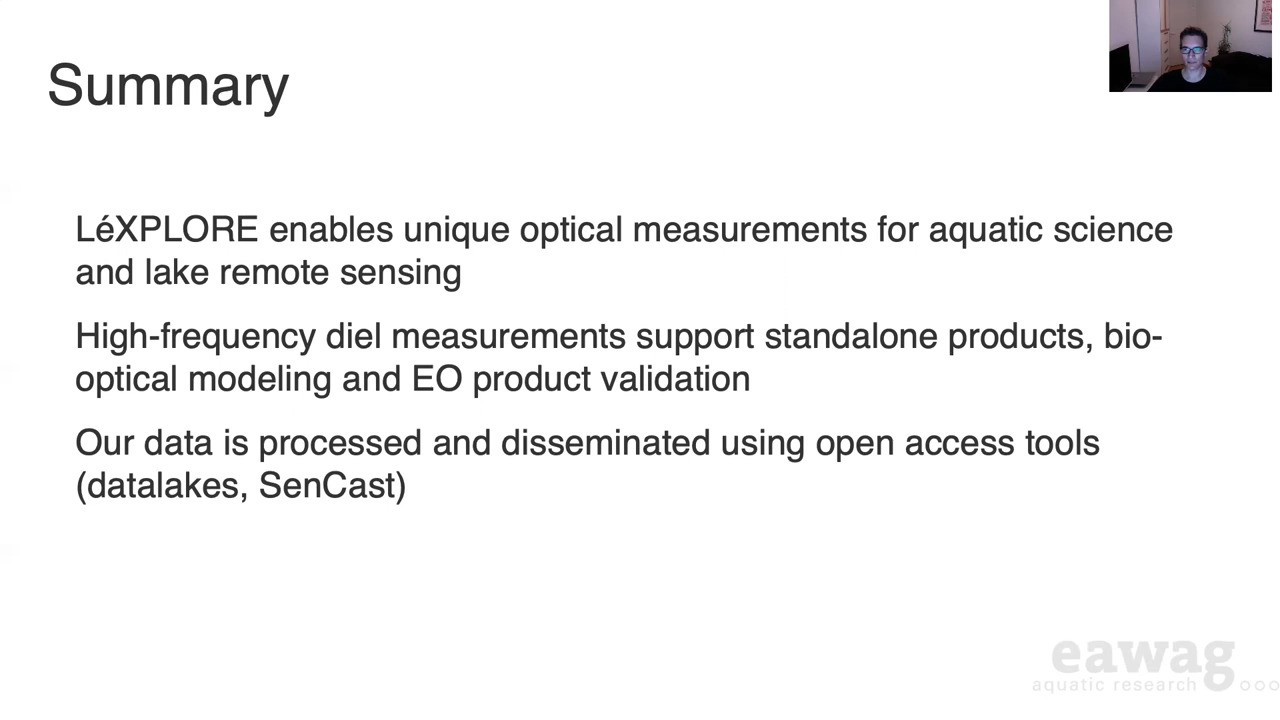 Summary
LéXPLORE enables unique optical measurements for aquatic science
and lake remote sensing
High-frequency diel measurements support standalone products, bio-
optical modeling and EO product validation
Our data is processed and disseminated using open access tools
(datalakes, SenCast)
eawag
aquatic research